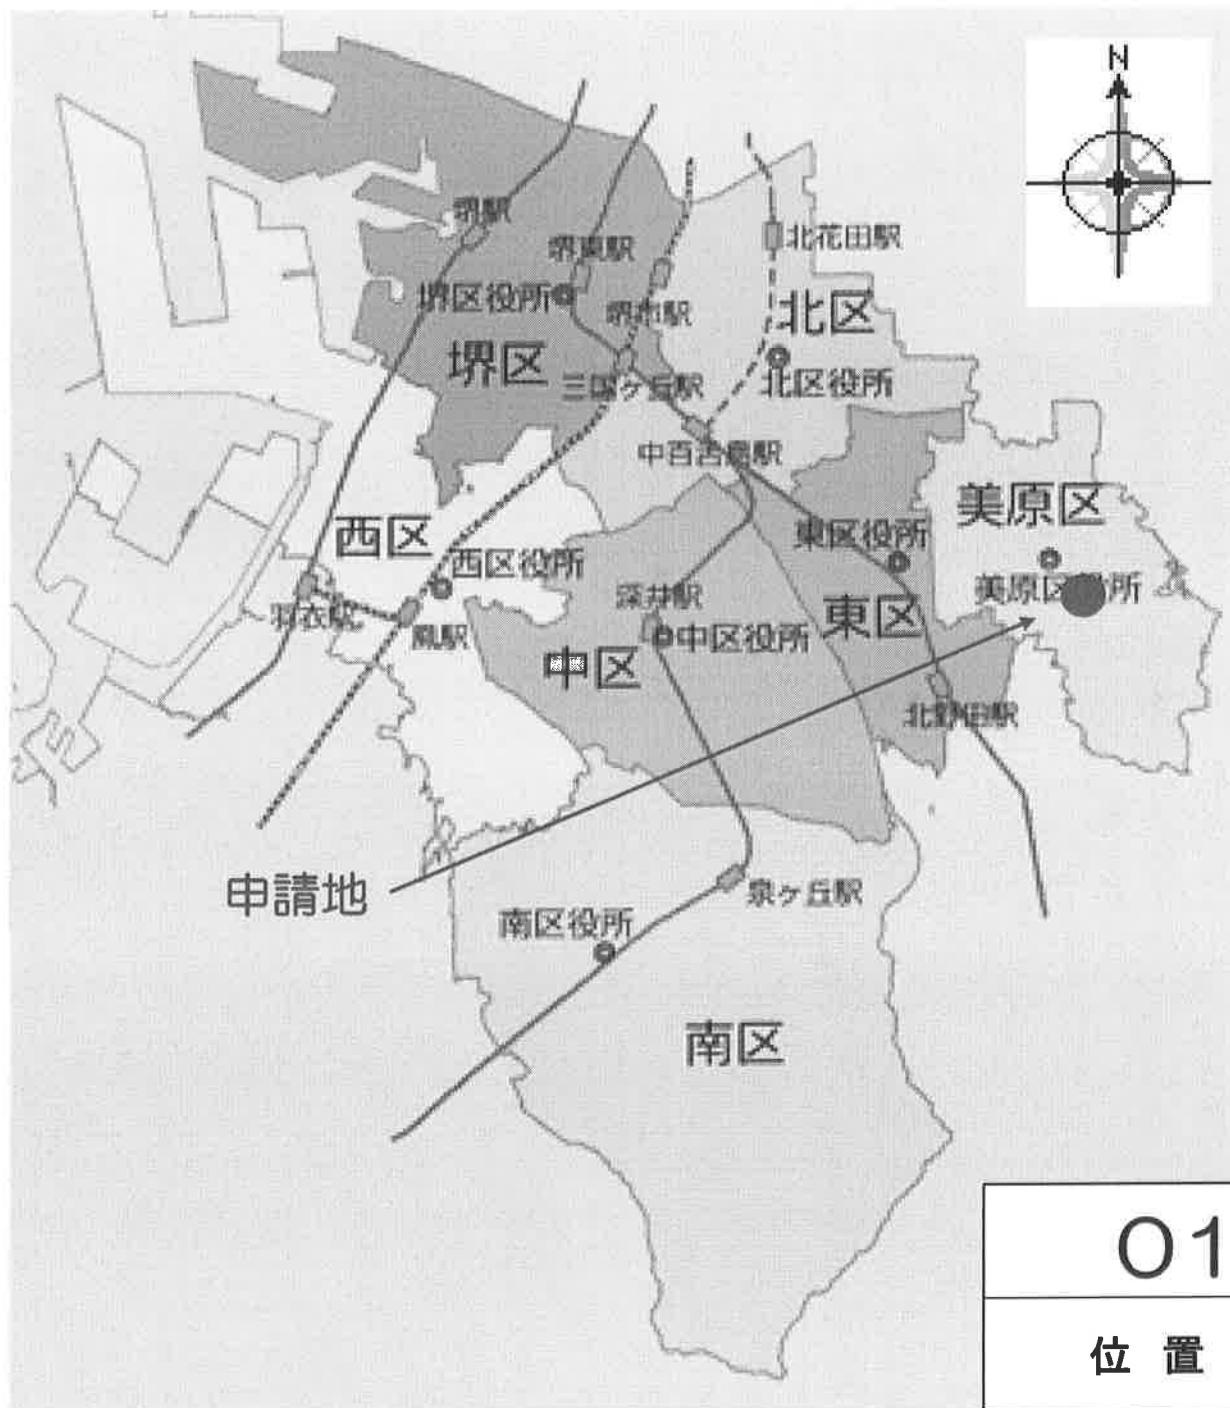 N
堺駅
堺東駅
北花田駅
堺区役所
堺市駅
北区
堺区
三国ヶ丘駅
北区役所
中百舌鳥駅
美原区
西区
西区役所
東区役所
美原区役所
羽衣駅
鳳駅
深井駅
中区役所
東区
中区
北野田駅
申請地
泉ヶ丘駅
南区役所
南区
01
位置